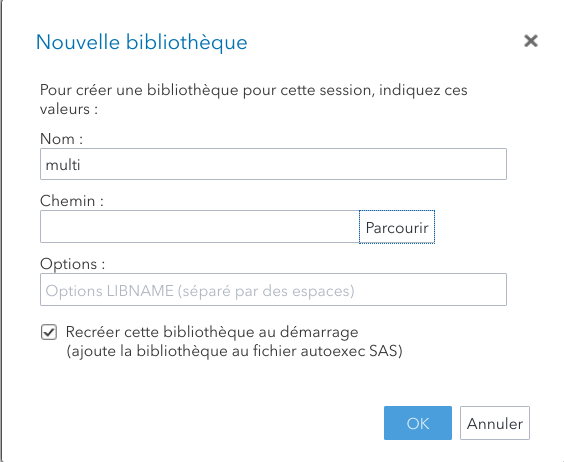 Nouvelle bibliothèque
Pour créer une bibliothèque pour cette session, indiquez ces
valeurs :
Nom :
multi
Chemin :
Parcourir
Options :
Options LIBNAME (séparé par des espaces)
Recréer cette bibliothèque au démarrage
(ajoute la bibliothèque au fichier autoexec SAS)
OK Annuler